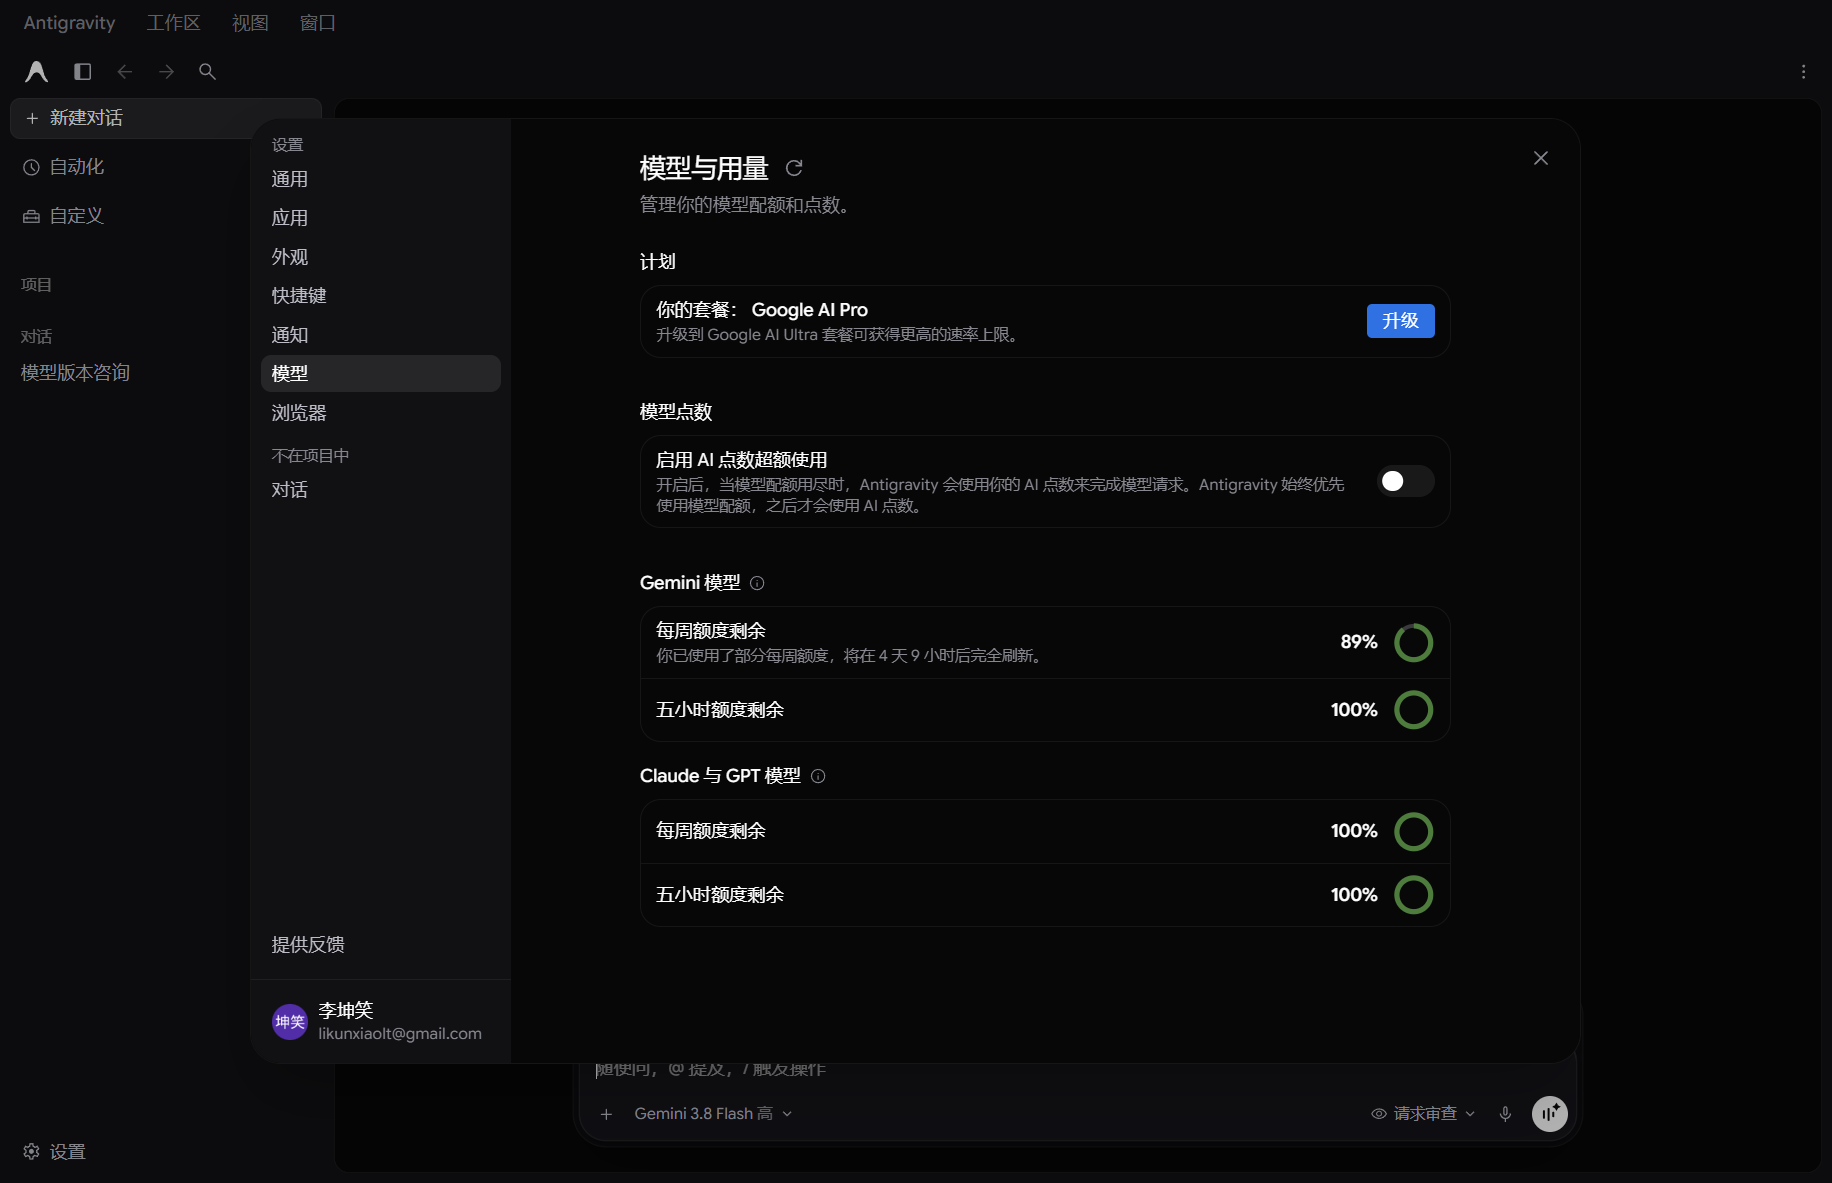 Antigravity 工作区 视图 窗口
新建对话
自动化
自定义
项目
对话
模型版本咨询
设置
设置
通用
应用
外观
快捷键
通知
模型
浏览器
不在项目中
对话
提供反馈
坤笑
李坤笑
likunxiaolt@gmail.com
模型与用量
管理你的模型配额和点数。
计划
你的套餐： Google AI Pro
升级到 Google AI Ultra 套餐可获得更高的速率上限。
升级
模型点数
启用 AI 点数超额使用
开启后，当模型配额用尽时，Antigravity 会使用你的 AI 点数来完成模型请求。Antigravity 始终优先
使用模型配额，之后才会使用 AI 点数。
Gemini 模型
每周额度剩余
你已使用了部分每周额度，将在 4 天 9 小时后完全刷新。
89%
五小时额度剩余
100%
Claude 与 GPT 模型
每周额度剩余
100%
五小时额度剩余
100%
随便问，@ 提及，/ 触发操作
Gemini 3.8 Flash 高
请求审查